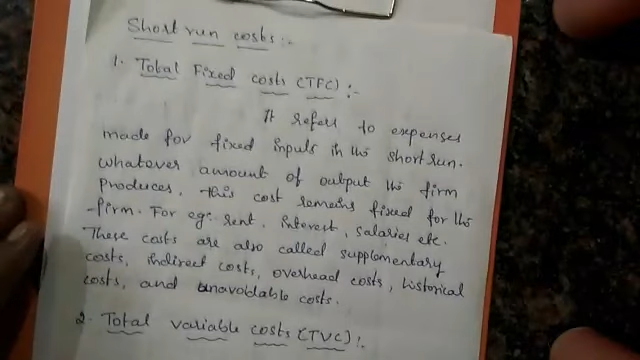 Short run costs:-
1. Total Fixed costs (TFC):-
It refers to expenses
made for fixed inputs in the short run.
whatever amount of output the firm
produces, this cost remains fixed for the
firm. For eg:- rent, interest, salaries etc.
These costs are also called supplementary
costs, indirect costs, overhead costs, historical
costs, and unavoidable costs.
2. Total variable costs (TVC):-